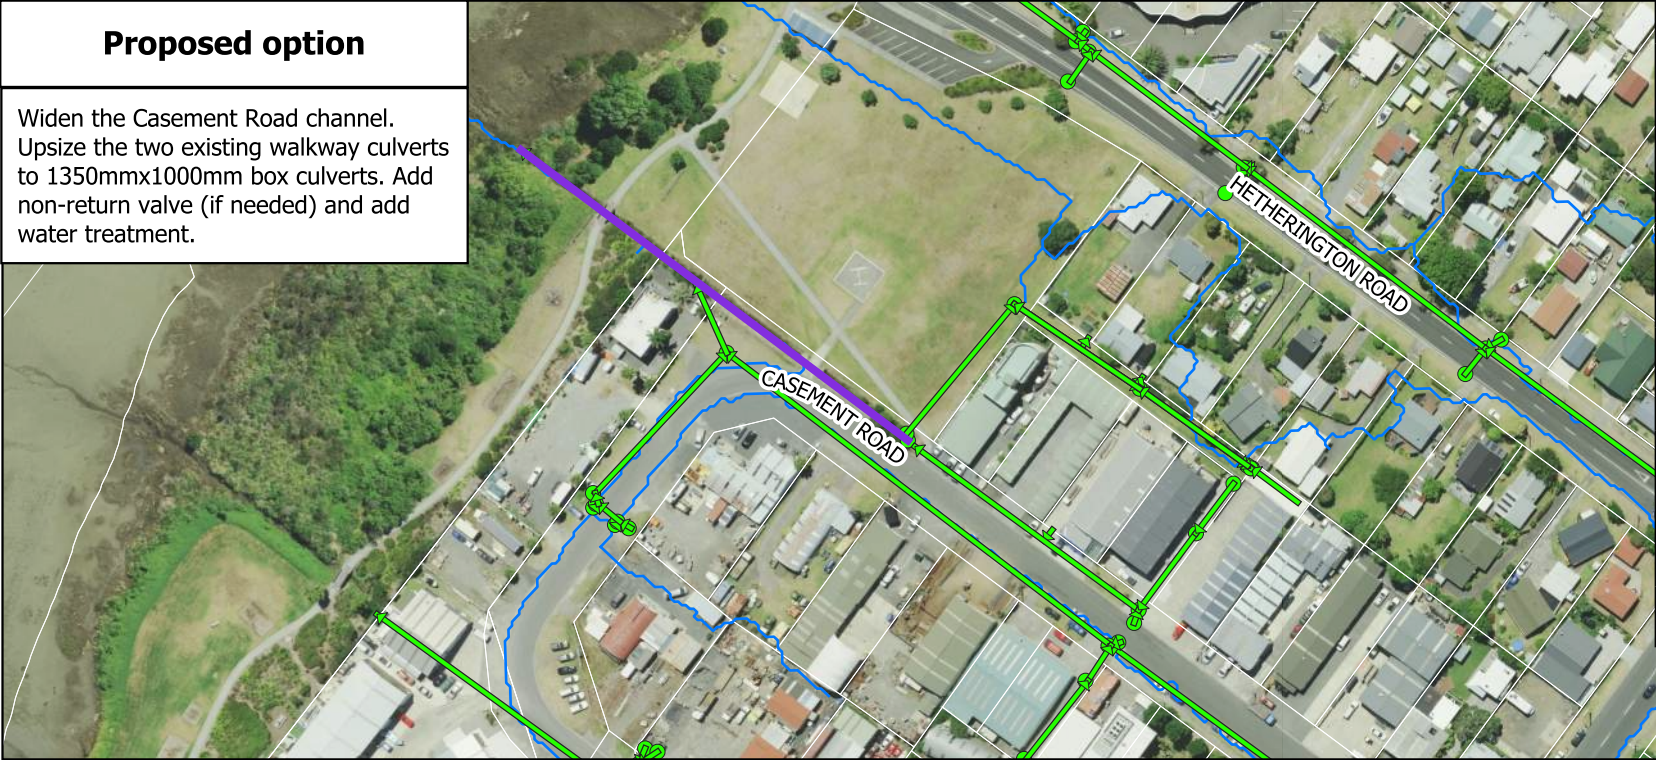 Proposed option
Widen the Casement Road channel.
Upsize the two existing walkway culverts
to 1350mmx1000mm box culverts. Add
non-return valve (if needed) and add
water treatment.
HETHERINGTON ROAD
CASEMENT ROAD